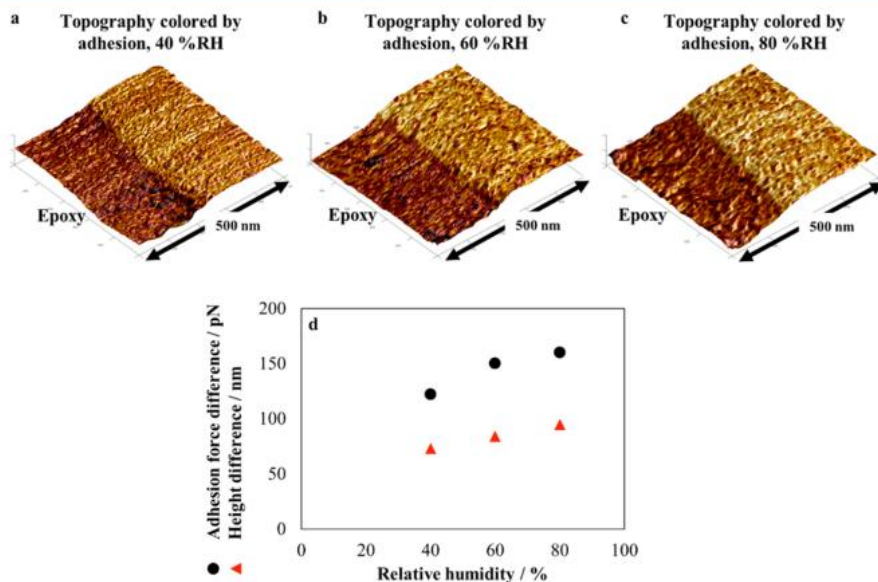 a
Topography colored by
adhesion, 40 %RH
Epoxy
500 nm
b
Topography colored by
adhesion, 60 %RH
Epoxy
500 nm
c
Topography colored by
adhesion, 80 %RH
Epoxy
500 nm
d
Adhesion force difference / pN
Height difference / nm
200
150
100
50
0
0
20
40
60
80
100
Relative humidity / %